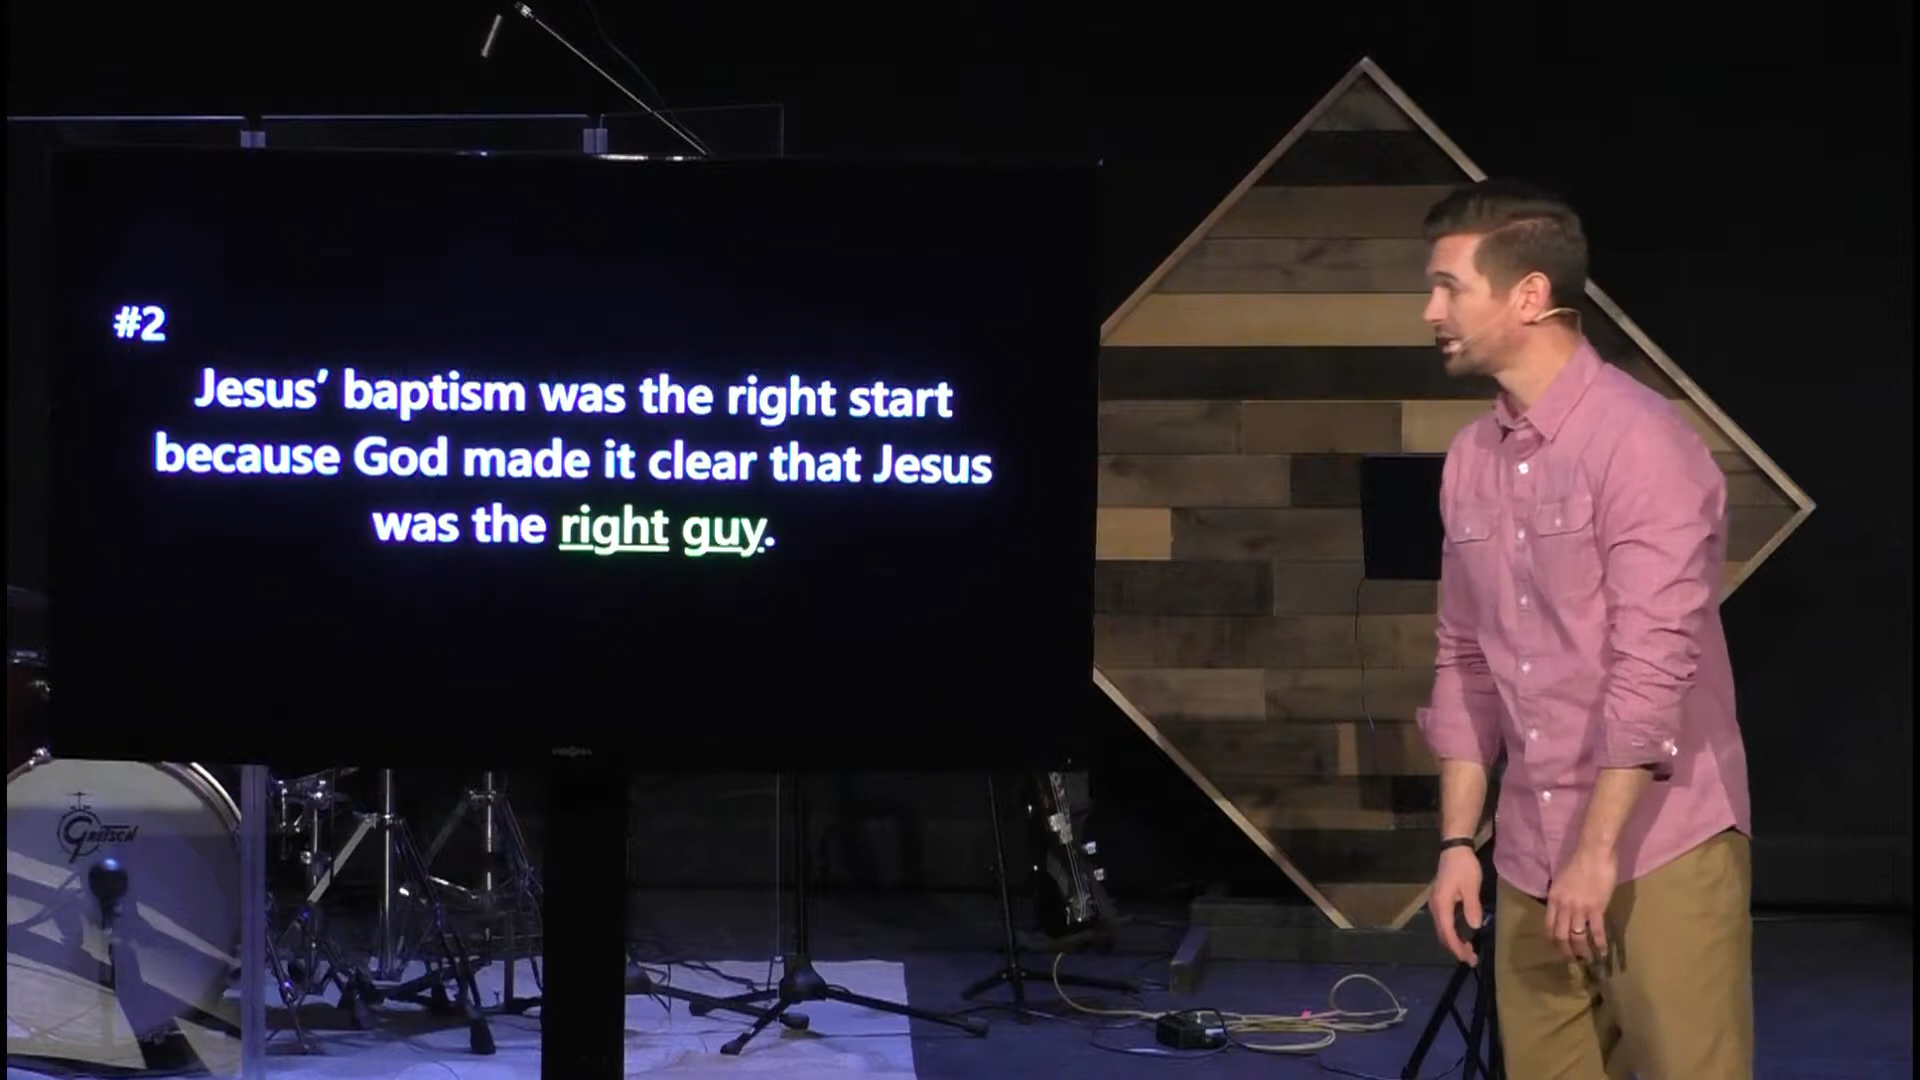 #2
Jesus’ baptism was the right start
because God made it clear that Jesus
was the right guy.
GRETSCH